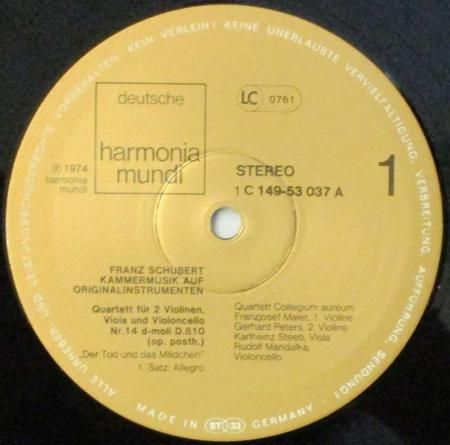 ALLE URHEBER- UND LEISTUNGSSCHUTZRECHTE VORBEHALTEN. KEIN VERLEIH! KEINE UNERLAUBTE VERVIELFÄLTIGUNG, VERBREITUNG, AUFFÜHRUNG, SENDUNG!
deutsche
harmonia
mundi
LC 0761
℗ 1974
harmonia
mundi
STEREO
1 C 149-53 037 A
1
FRANZ SCHUBERT
KAMMERMUSIK AUF
ORIGINALINSTRUMENTEN
Quartett für 2 Violinen,
Viola und Violoncello
Nr.14 d-moll D.810
(op. posth.)
„Der Tod und das Mädchen"
1. Satz: Allegro
Quartett Collegium aureum
Franzjosef Maier, 1. Violine
Gerhard Peters, 2. Violine
Karlheinz Steeb, Viola
Rudolf Mandalka,
Violoncello
MADE IN ST 33 GERMANY ·